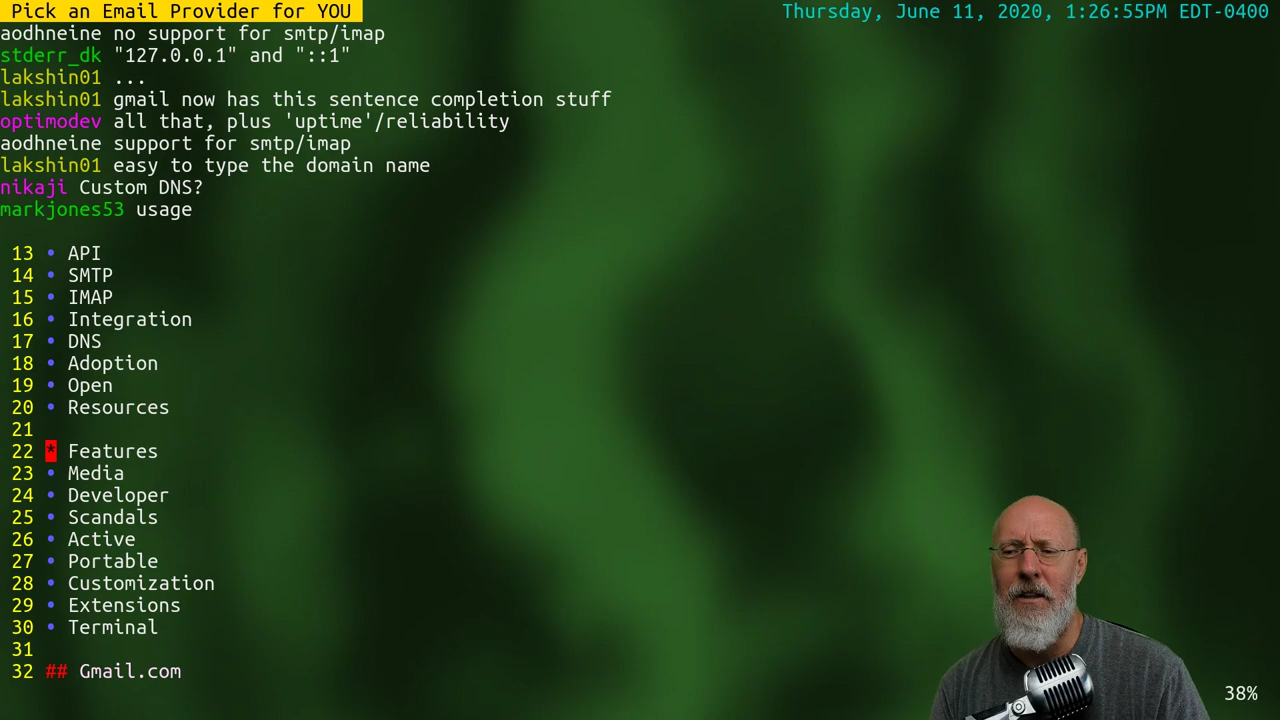 Pick an Email Provider for YOU
Thursday, June 11, 2020, 1:26:55PM EDT-0400
aodhneine no support for smtp/imap
stderr_dk "127.0.0.1" and "::1"
lakshin01 ...
lakshin01 gmail now has this sentence completion stuff
optimodev all that, plus 'uptime'/reliability
aodhneine support for smtp/imap
lakshin01 easy to type the domain name
nikaji Custom DNS?
markjones53 usage
13 • API
14 • SMTP
15 • IMAP
16 • Integration
17 • DNS
18 • Adoption
19 • Open
20 • Resources
21
22 * Features
23 • Media
24 • Developer
25 • Scandals
26 • Active
27 • Portable
28 • Customization
29 • Extensions
30 • Terminal
31
32 ## Gmail.com
38%